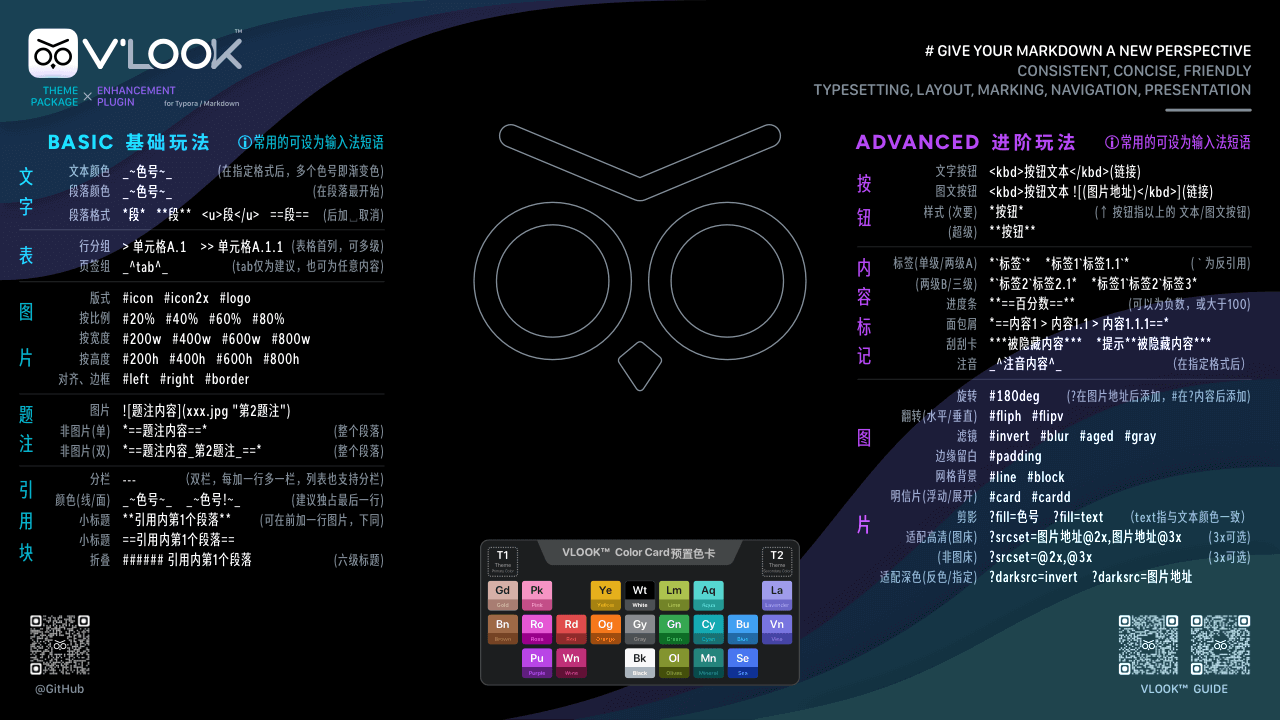 V'LOOK™
THEME PACKAGE × ENHANCEMENT PLUGIN
for Typora / Markdown
# GIVE YOUR MARKDOWN A NEW PERSPECTIVE
CONSISTENT, CONCISE, FRIENDLY
TYPESETTING, LAYOUT, MARKING, NAVIGATION, PRESENTATION
BASIC 基础玩法 ⓘ常用的可设为输入法短语
文字
文本颜色 _~色号~_ (在指定格式后，多个色号即渐变色)
段落颜色 _~色号~_ (在段落最开始)
段落格式 *段* **段** <u>段</u> ==段== (后加⎵取消)
表
行分组 > 单元格A.1 >> 单元格A.1.1 (表格首列，可多级)
页签组 _^tab^_ (tab仅为建议，也可为任意内容)
图片
版式 #icon #icon2x #logo
按比例 #20% #40% #60% #80%
按宽度 #200w #400w #600w #800w
按高度 #200h #400h #600h #800h
对齐、边框 #left #right #border
题注
图片 ![题注内容](xxx.jpg "第2题注")
非图片(单) *==题注内容==* (整个段落)
非图片(双) *==题注内容_第2题注_==* (整个段落)
引用块
分栏 --- (双栏，每加一行多一栏，列表也支持分栏)
颜色(线/面) _~色号~_ _~色号!~_ (建议独占最后一行)
小标题 **引用内第1个段落** (可在前加一行图片，下同)
小标题 ==引用内第1个段落==
折叠 ###### 引用内第1个段落 (六级标题)
@GitHub
ADVANCED 进阶玩法 ⓘ常用的可设为输入法短语
按钮
文字按钮 <kbd>按钮文本</kbd>(链接)
图文按钮 <kbd>按钮文本 ![(图片地址)</kbd>](链接)
样式 (次要) *按钮* (↑ 按钮指以上的 文本/图文按钮)
(超级) **按钮**
内容标记
标签(单级/两级A) *`标签`* *标签1`标签1.1`* (`为反引用)
(两级B/三级) *`标签2`标签2.1* *标签1`标签2`标签3*
进度条 **==百分数==** (可以为负数，或大于100)
面包屑 *==内容1 > 内容1.1 > 内容1.1.1==*
刮刮卡 ***被隐藏内容*** *提示**被隐藏内容***
注音 _^注音内容^_ (在指定格式后)
图片
旋转 #180deg (?在图片地址后添加，#在?内容后添加)
翻转(水平/垂直) #fliph #flipv
滤镜 #invert #blur #aged #gray
边缘留白 #padding
网格背景 #line #block
明信片(浮动/展开) #card #cardd
剪影 ?fill=色号 ?fill=text (text指与文本颜色一致)
适配高清(图床) ?srcset=图片地址@2x,图片地址@3x (3x可选)
(非图床) ?srcset=@2x,@3x (3x可选)
适配深色(反色/指定) ?darksrc=invert ?darksrc=图片地址
VLOOK™ GUIDE
VLOOK™ Color Card 预置色卡
T1 Theme
T2 Theme
Gd Pk Ye Wt Lm Aq La
Gold Pink Yellow White Lime Aqua Lavender
Bn Ro Rd Og Gy Gn Cy Bu Vn
Brown Rosa Red Orange Gray Green Cyan Blue Vine
Pu Wn Bk Ol Mn Se
Purple Wine Black Olives Mineral Sea